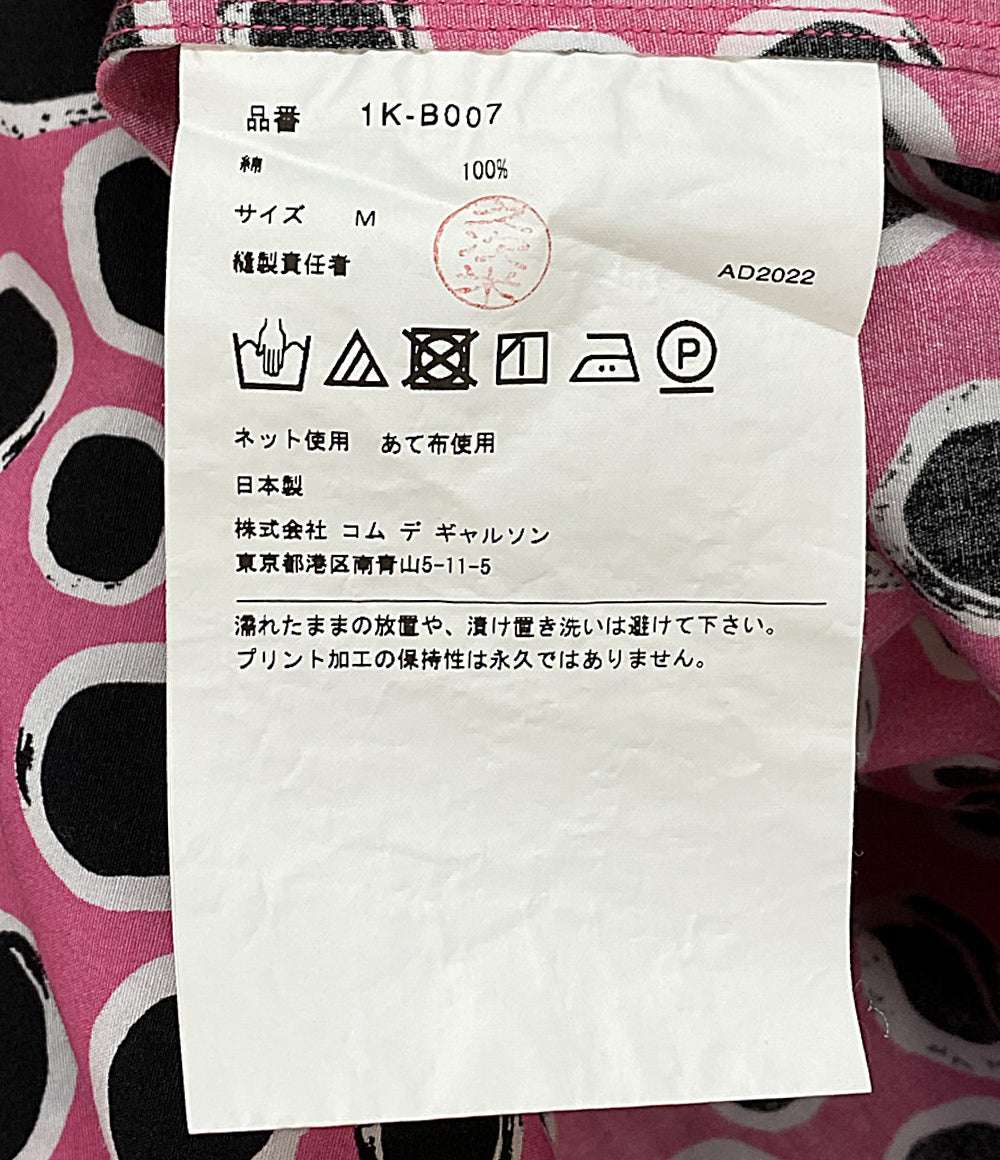 品番 1K-B007
綿 100%
サイズ M
縫製責任者
AD2022
P
ネット使用 あて布使用
日本製
株式会社 コム デ ギャルソン
東京都港区南青山5-11-5
濡れたままの放置や、漬け置き洗いは避けて下さい。
プリント加工の保持性は永久ではありません。